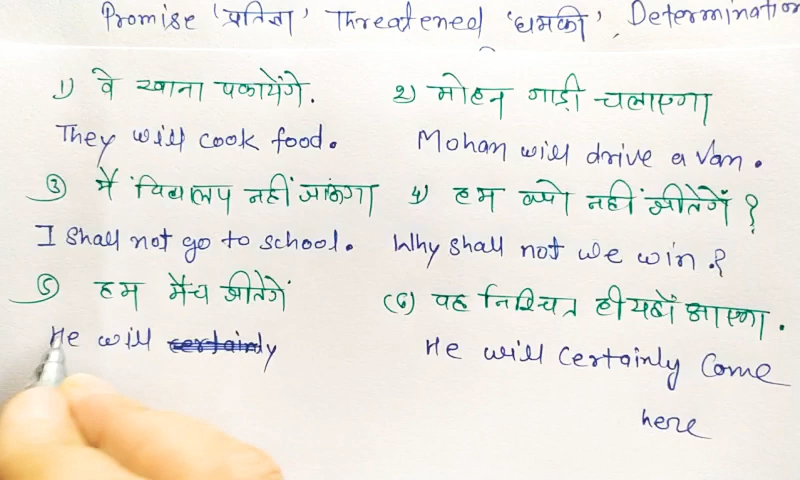 Promise 'प्रतिज्ञा' Threatened 'धमकी', Determination
1) वे खाना पकायेंगे.
They will cook food.
२) मोहन गाड़ी चलाएगा
Mohan will drive a van.
③ मैं विद्यालय नहीं जाऊंगा
I shall not go to school.
4) हम क्यो नहीं जीतेगें ?
Why shall not we win ?
⑤ हम मैच जीतेगें
He will certainly
(6) वह निश्चित ही यहाँ आएगा.
He will certainly come
here